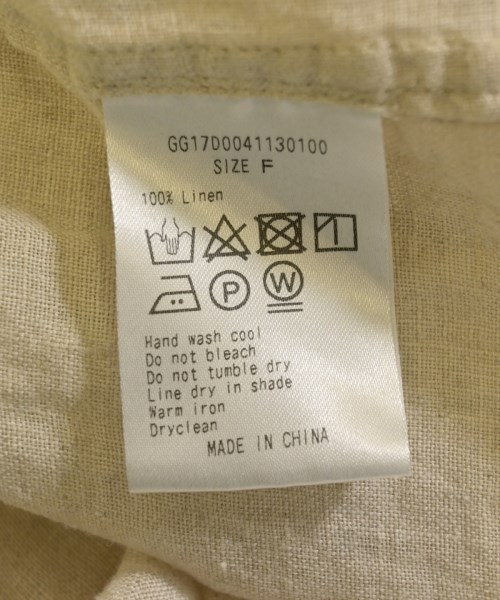 GG17D0041130100
SIZE F
100% Linen
P W
Hand wash cool
Do not bleach
Do not tumble dry
Line dry in shade
Warm iron
Dryclean
MADE IN CHINA